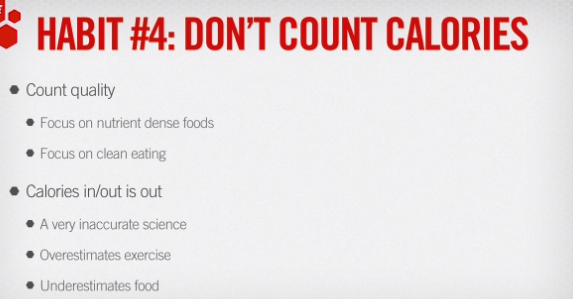 HABIT #4: DON'T COUNT CALORIES
Count quality
Focus on nutrient dense foods
Focus on clean eating
Calories in/out is out
A very inaccurate science
Overestimates exercise
Underestimates food